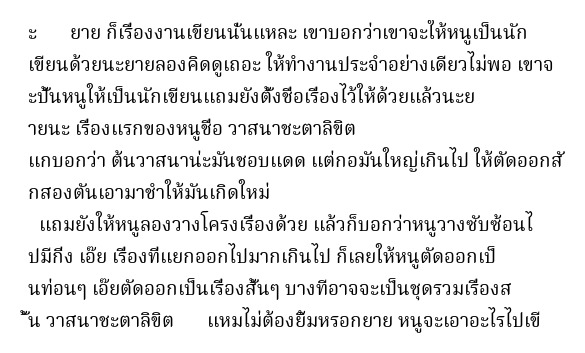 ะ ยาย ก็เรื่องงานเขียนนั่นแหละ เขาบอกว่าเขาจะให้หนูเป็นนัก
เขียนด้วยนะยายลองคิดดูเถอะ ให้ทำงานประจำอย่างเดียวไม่พอ เขาจ
ะปั้นหนูให้เป็นนักเขียนแถมยังตั้งชื่อเรื่องไว้ให้ด้วยแล้วนะย
ายนะ เรื่องแรกของหนูชื่อ วาสนาชะตาลิขิต
แกบอกว่า ต้นวาสนาน่ะมันชอบแดด แต่กอมันใหญ่เกินไป ให้ตัดออกสั
กสองต้นเอามาชำให้มันเกิดใหม่
แถมยังให้หนูลองวางโครงเรื่องด้วย แล้วก็บอกว่าหนูวางซับซ้อนไ
ปมีกิ่ง เอ๊ย เรื่องที่แยกออกไปมากเกินไป ก็เลยให้หนูตัดออกเป็
นท่อนๆ เอ๊ยตัดออกเป็นเรื่องสั้นๆ บางทีอาจจะเป็นชุดรวมเรื่องส
ั้น วาสนาชะตาลิขิต แหมไม่ต้องยิ้มหรอกยาย หนูจะเอาอะไรไปเขี